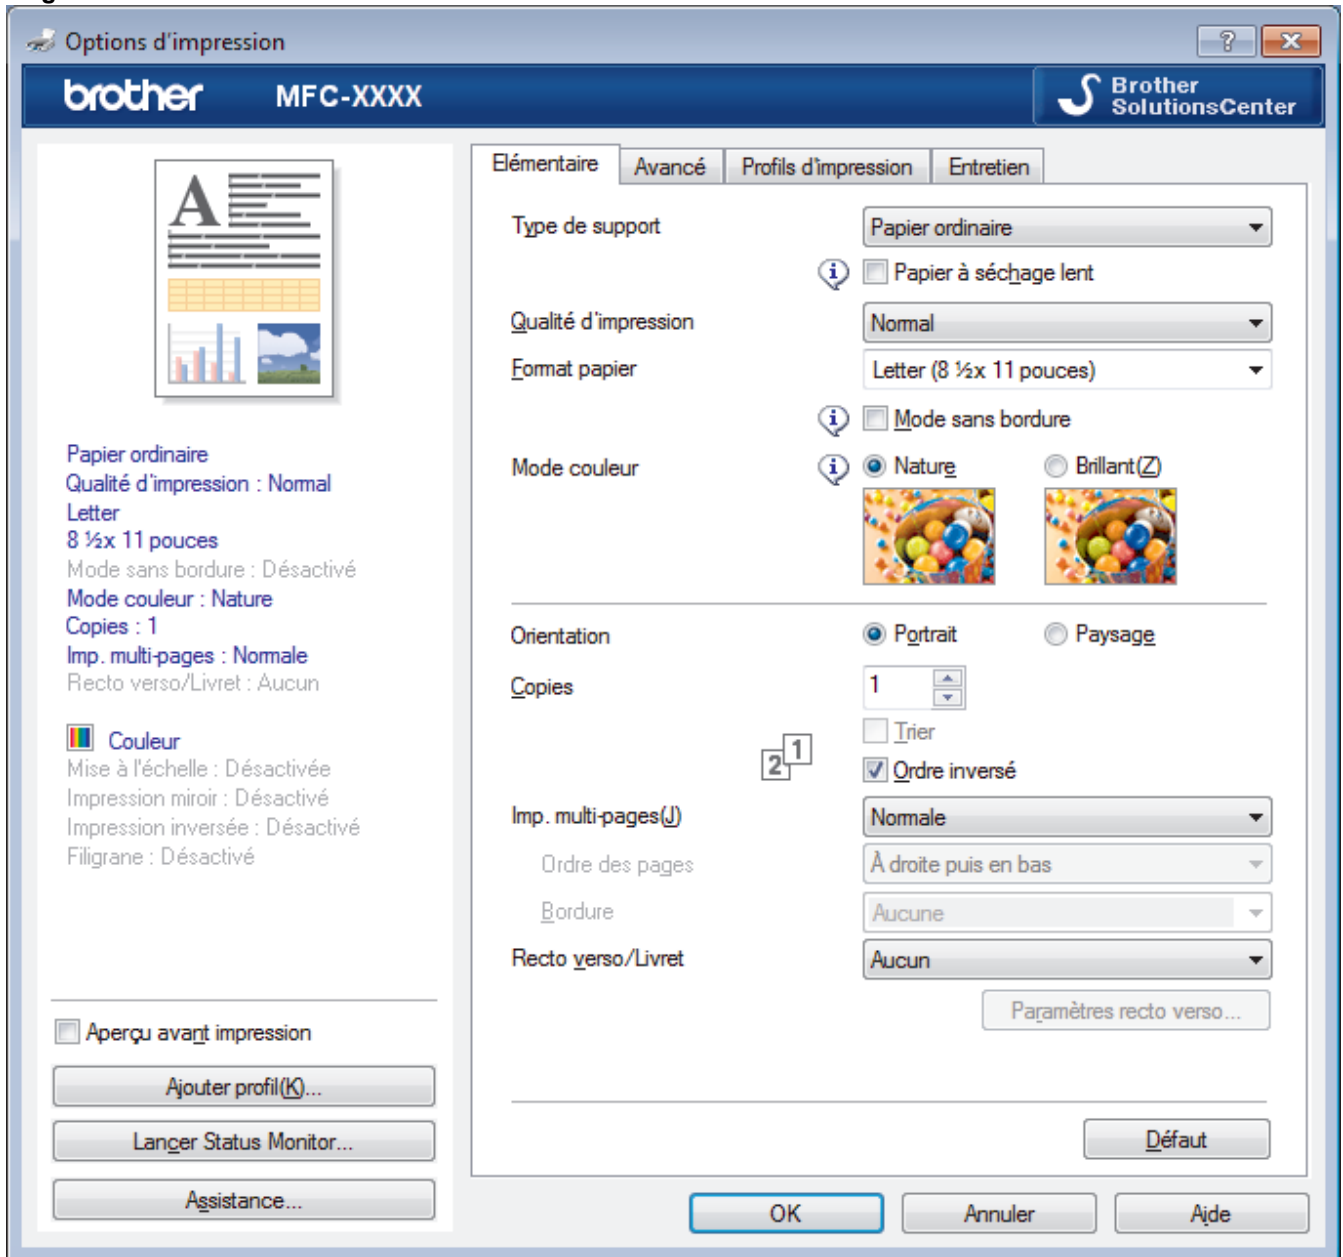 Options d'impression
brother MFC-XXXX
Brother
SolutionsCenter
Elémentaire Avancé Profils d'impression Entretien
A
Papier ordinaire
Qualité d'impression : Normal
Letter
8 ½x 11 pouces
Mode sans bordure : Désactivé
Mode couleur : Nature
Copies : 1
Imp. multi-pages : Normale
Recto verso/Livret : Aucun
Couleur
Mise à l'échelle : Désactivée
Impression miroir : Désactivé
Impression inversée : Désactivé
Filigrane : Désactivé
Aperçu avant impression
Ajouter profil(K)...
Lancer Status Monitor...
Assistance...
Type de support Papier ordinaire
Papier à séchage lent
Qualité d'impression Normal
Format papier Letter (8 ½x 11 pouces)
Mode sans bordure
Mode couleur Nature Brillant(Z)
Orientation Portrait Paysage
Copies 1
Trier
2 1
Ordre inversé
Imp. multi-pages(J) Normale
Ordre des pages À droite puis en bas
Bordure Aucune
Recto verso/Livret Aucun
Paramètres recto verso...
Défaut
OK Annuler Aide